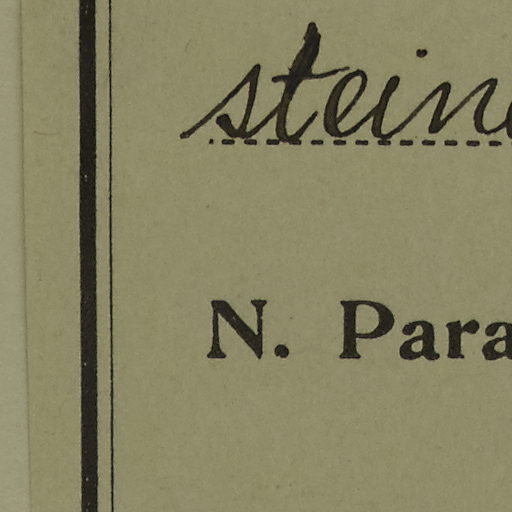 stein
N. Para